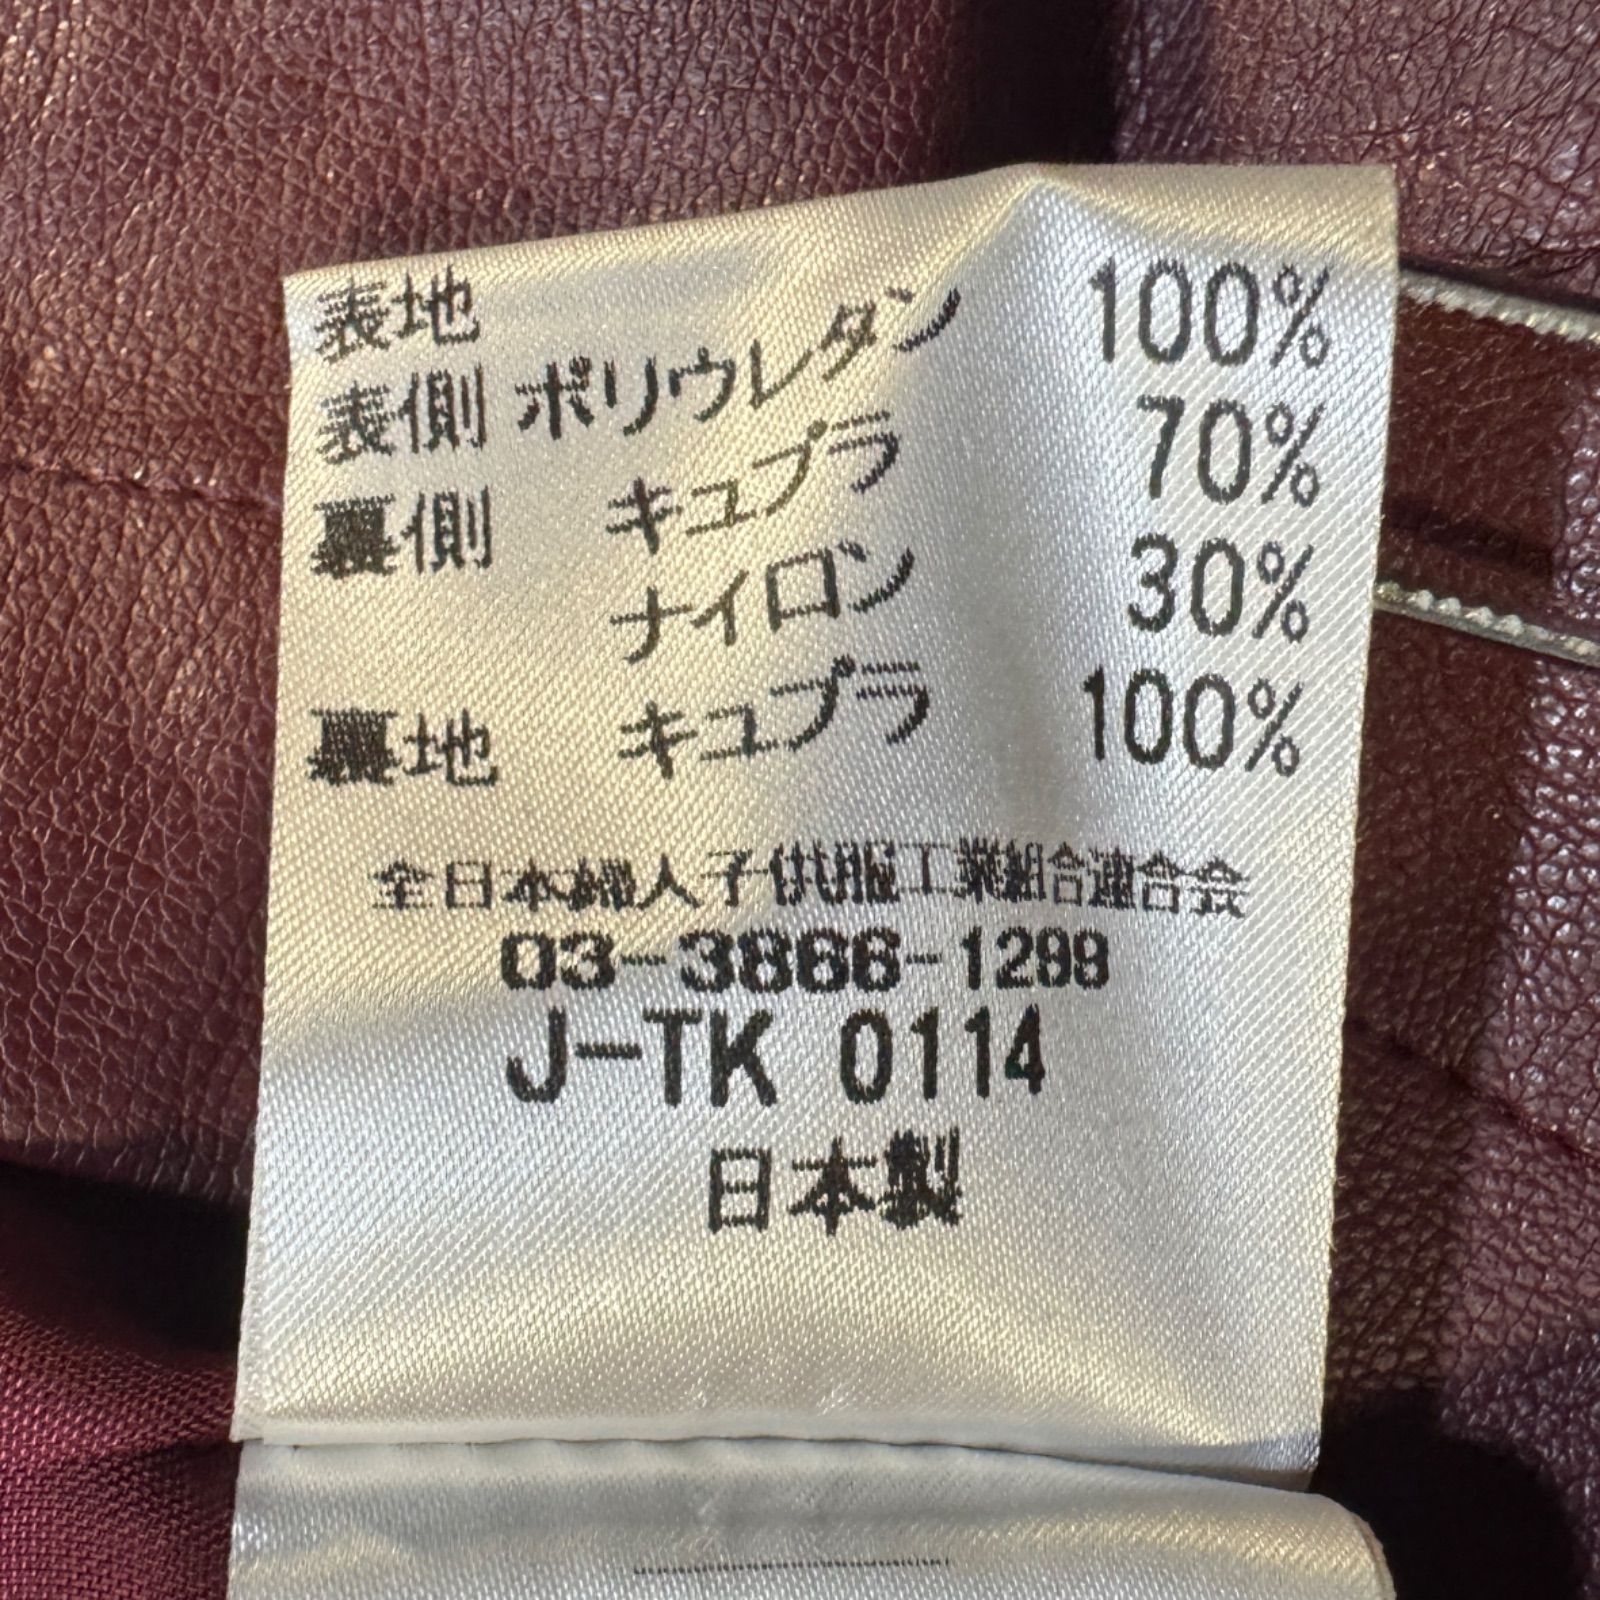 表地
表側 ポリウレタン 100%
裏側 キュプラ 70%
ナイロン 30%
裏地 キュプラ 100%
全日本婦人子供服工業組合連合会
03-3866-1299
J-TK 0114
日本製